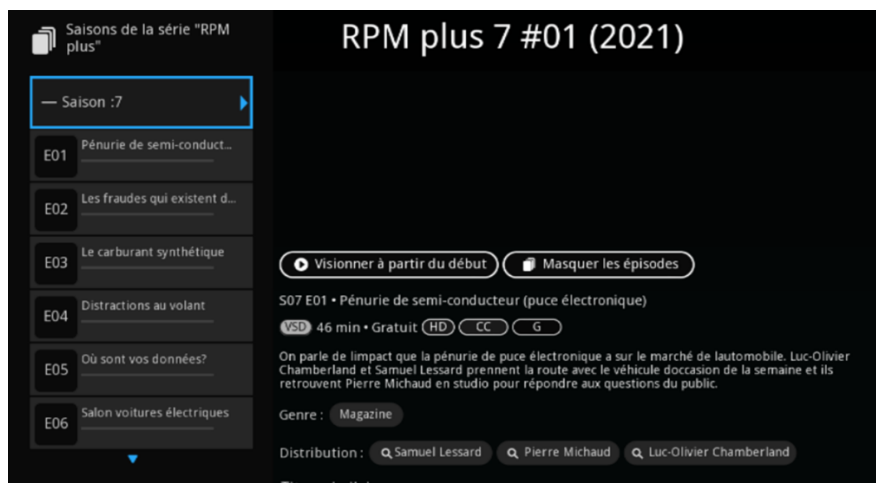 Saisons de la série "RPM
plus"
RPM plus 7 #01 (2021)
— Saison :7
E01 Pénurie de semi-conduct...
E02 Les fraudes qui existent d...
E03 Le carburant synthétique
E04 Distractions au volant
E05 Où sont vos données?
E06 Salon voitures électriques
Visionner à partir du début
Masquer les épisodes
S07 E01 • Pénurie de semi-conducteur (puce électronique)
VSD 46 min • Gratuit HD CC G
On parle de limpact que la pénurie de puce électronique a sur le marché de lautomobile. Luc-Olivier
Chamberland et Samuel Lessard prennent la route avec le véhicule doccasion de la semaine et ils
retrouvent Pierre Michaud en studio pour répondre aux questions du public.
Genre : Magazine
Distribution : Samuel Lessard Pierre Michaud Luc-Olivier Chamberland